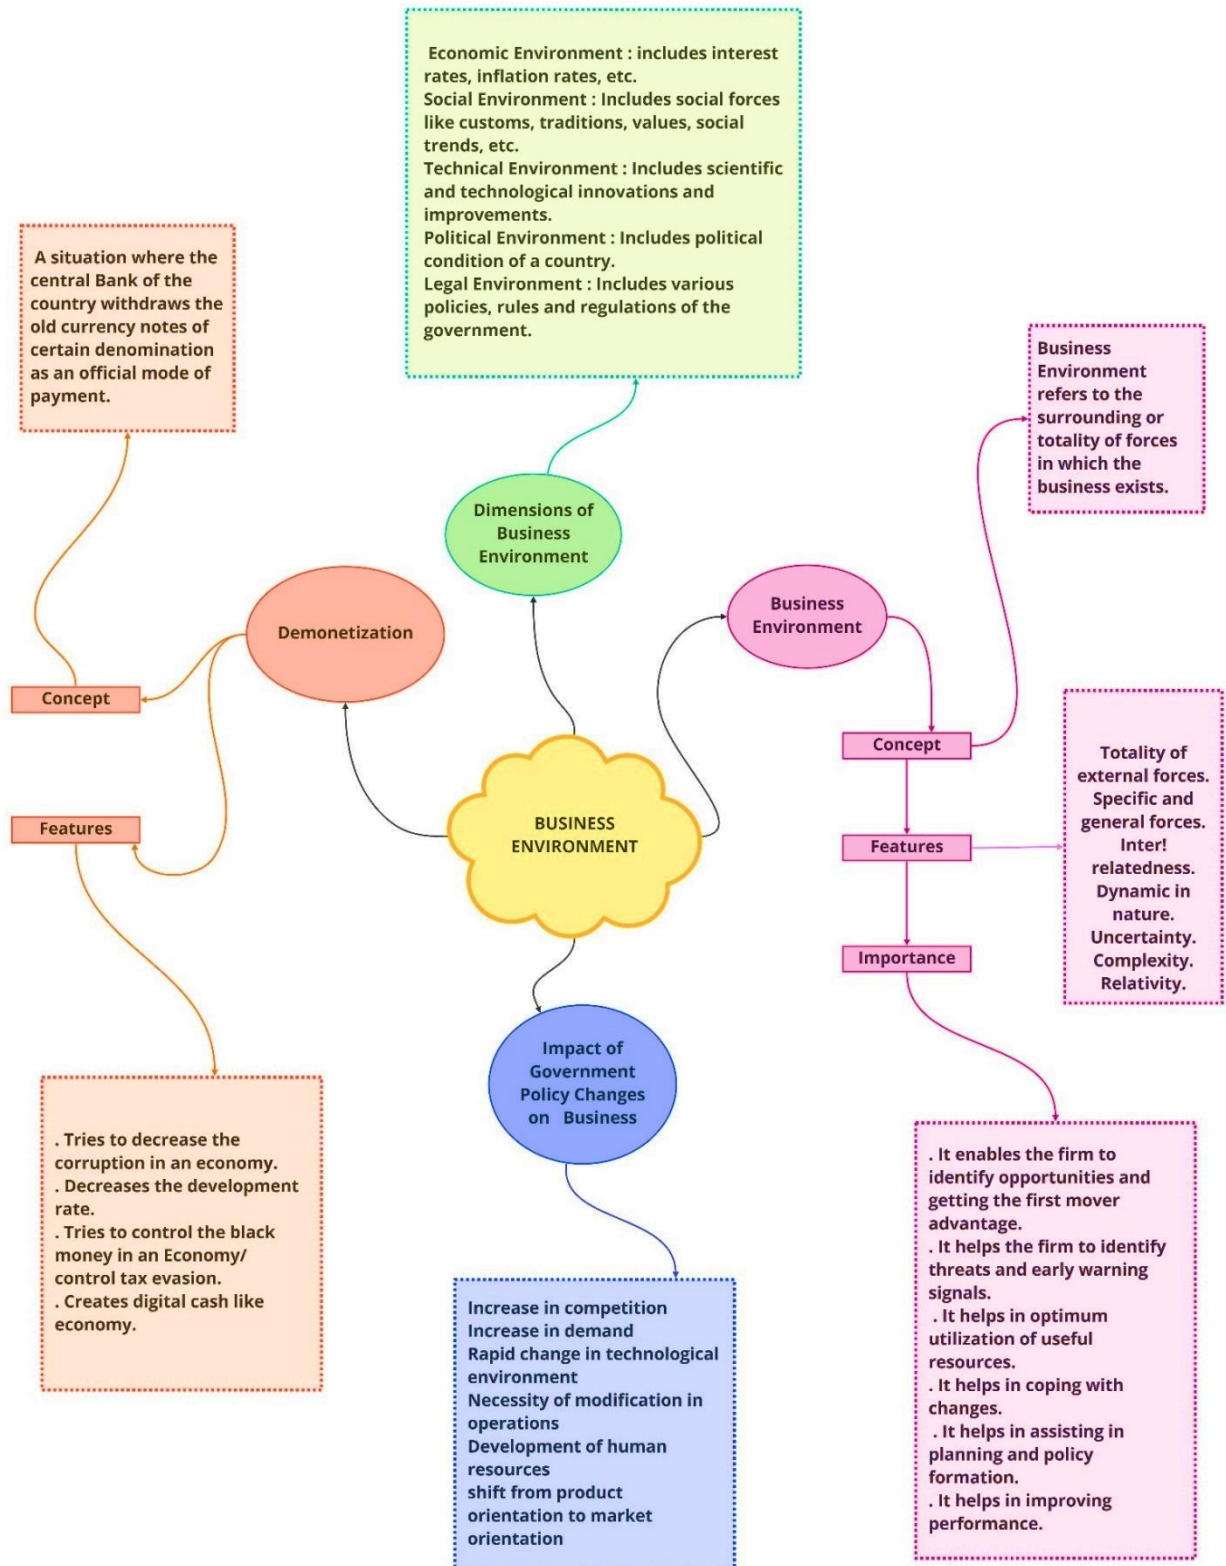 Economic Environment : includes interest
rates, inflation rates, etc.
Social Environment : Includes social forces
like customs, traditions, values, social
trends, etc.
Technical Environment : Includes scientific
and technological innovations and
improvements.
Political Environment : Includes political
condition of a country.
Legal Environment : Includes various
policies, rules and regulations of the
government.
A situation where the
central Bank of the
country withdraws the
old currency notes of
certain denomination
as an official mode of
payment.
Business
Environment
refers to the
surrounding or
totality of forces
in which the
business exists.
Dimensions of
Business
Environment
Demonetization
Business
Environment
Concept
Features
BUSINESS
ENVIRONMENT
Concept
Features
Importance
Totality of
external forces.
Specific and
general forces.
Inter!
relatedness.
Dynamic in
nature.
Uncertainty.
Complexity.
Relativity.
Impact of
Government
Policy Changes
on Business
. Tries to decrease the
corruption in an economy.
. Decreases the development
rate.
. Tries to control the black
money in an Economy/
control tax evasion.
. Creates digital cash like
economy.
Increase in competition
Increase in demand
Rapid change in technological
environment
Necessity of modification in
operations
Development of human
resources
shift from product
orientation to market
orientation
. It enables the firm to
identify opportunities and
getting the first mover
advantage.
. It helps the firm to identify
threats and early warning
signals.
. It helps in optimum
utilization of useful
resources.
. It helps in coping with
changes.
. It helps in assisting in
planning and policy
formation.
. It helps in improving
performance.